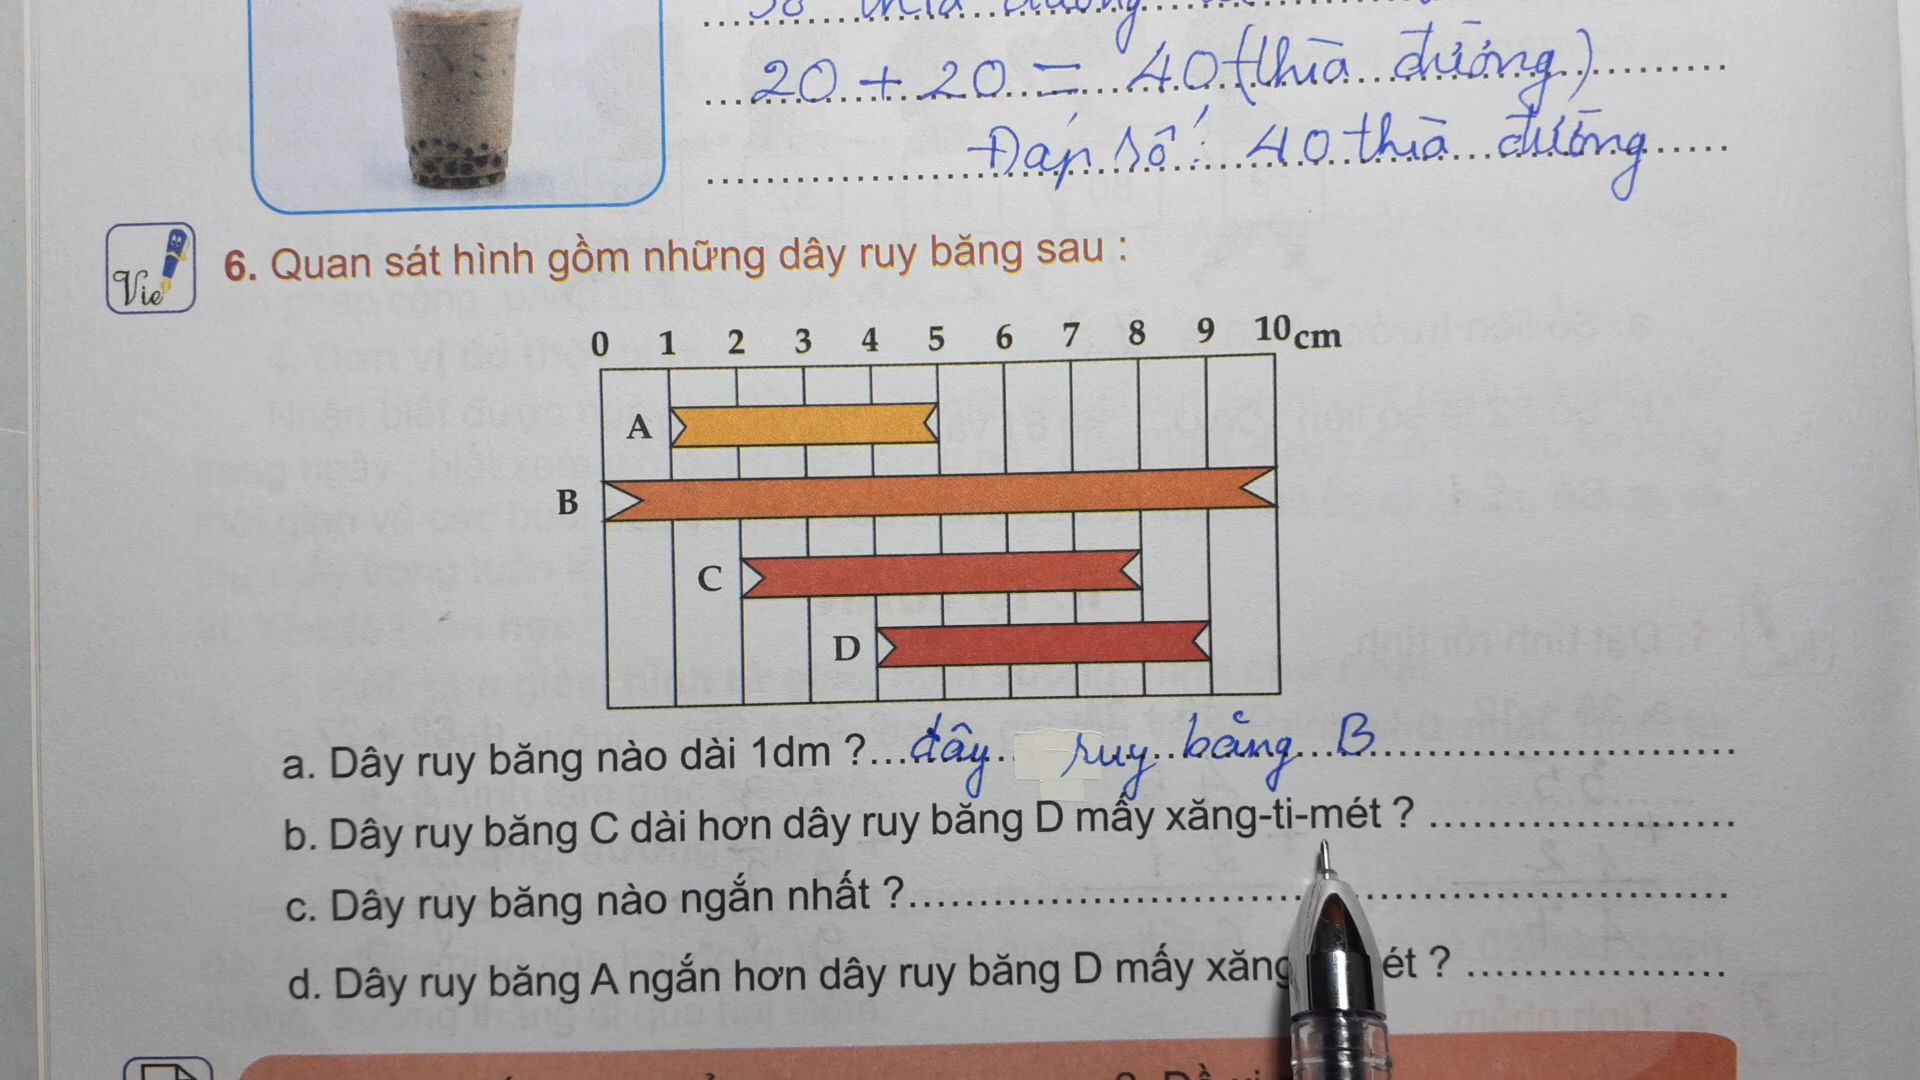 20 + 20 = 40 (thìa đường)
Đáp số: 40 thìa đường
Viế
6. Quan sát hình gồm những dây ruy băng sau :
0 1 2 3 4 5 6 7 8 9 10 cm
A
B
C
D
a. Dây ruy băng nào dài 1dm ? dây ruy băng B
b. Dây ruy băng C dài hơn dây ruy băng D mấy xăng-ti-mét ?
c. Dây ruy băng nào ngắn nhất ?
d. Dây ruy băng A ngắn hơn dây ruy băng D mấy xăng ét ?